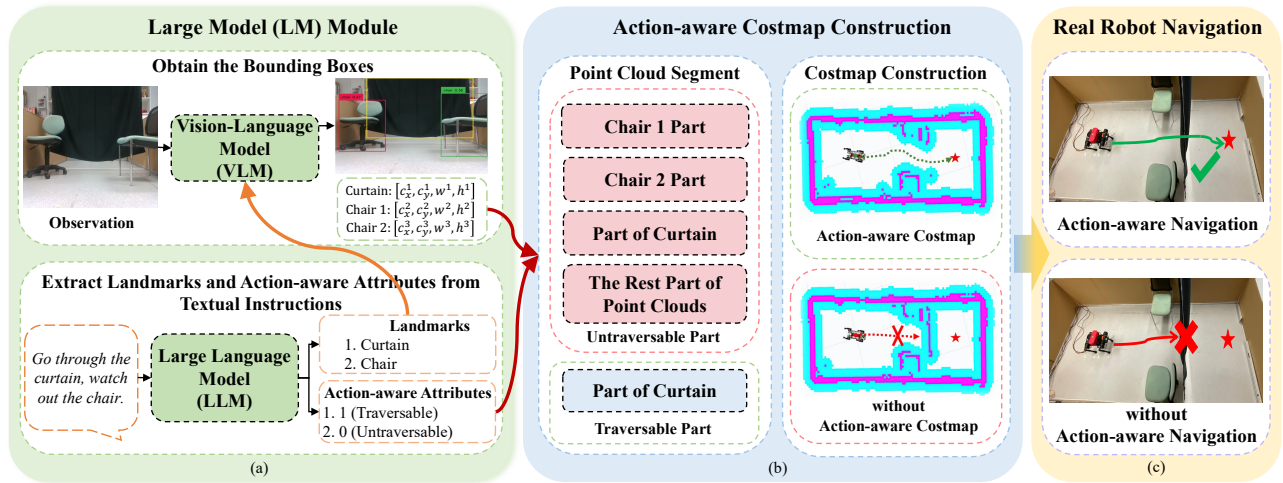 Large Model (LM) Module
Obtain the Bounding Boxes
Vision-Language
Model
(VLM)
Observation
Curtain: [c_x^1, c_y^1, w^1, h^1]
Chair 1: [c_x^2, c_y^2, w^2, h^2]
Chair 2: [c_x^3, c_y^3, w^3, h^3]
Extract Landmarks and Action-aware Attributes from
Textual Instructions
Go through the
curtain, watch
out the chair.
Large Language
Model
(LLM)
Landmarks
1. Curtain
2. Chair
Action-aware Attributes
1. 1 (Traversable)
2. 0 (Untraversable)
(a)
Action-aware Costmap Construction
Point Cloud Segment
Chair 1 Part
Chair 2 Part
Part of Curtain
The Rest Part of
Point Clouds
Untraversable Part
Part of Curtain
Traversable Part
Costmap Construction
Action-aware Costmap
without
Action-aware Costmap
(b)
Real Robot Navigation
Action-aware Navigation
without
Action-aware Navigation
(c)